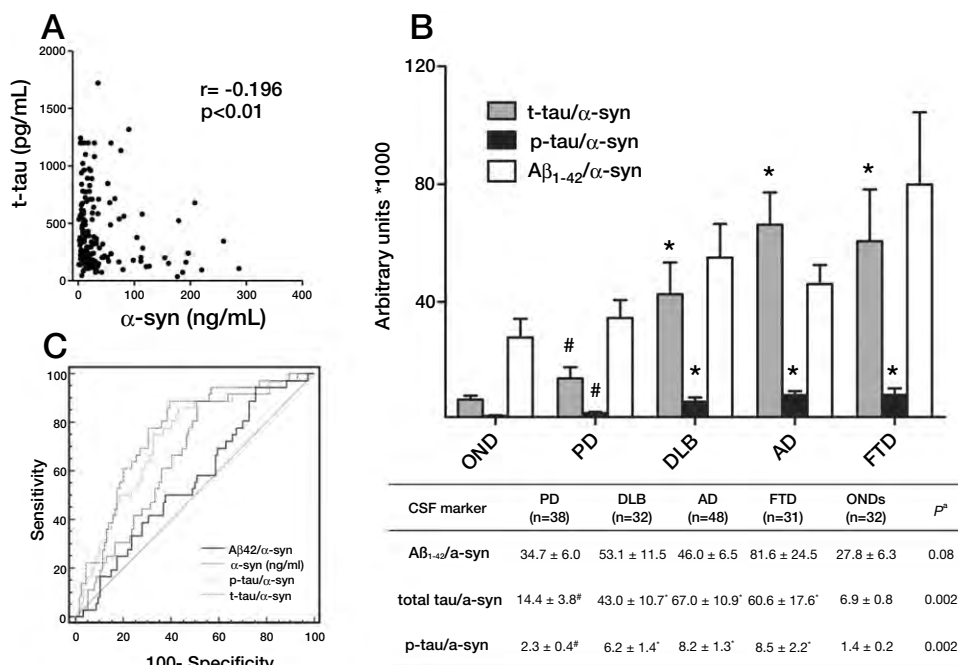 A
t-tau (pg/mL)
2000
1500
1000
500
0
r= -0.196
p<0.01
0 100 200 300 400
α-syn (ng/mL)
B
Arbitrary units *1000
120
80
40
t-tau/α-syn
p-tau/α-syn
Aβ1-42/α-syn
# # * * * * * *
OND PD DLB AD FTD
C
Sensitivity
100
80
60
40
20
0
Aβ42/α-syn
α-syn (ng/ml)
p-tau/α-syn
t-tau/α-syn
0 20 40 60 80 100
100- Specificity
CSF marker PD (n=38) DLB (n=32) AD (n=48) FTD (n=31) ONDs (n=32) Pª
Aß1-42/a-syn 34.7 ± 6.0 53.1 ± 11.5 46.0 ± 6.5 81.6 ± 24.5 27.8 ± 6.3 0.08
total tau/a-syn 14.4 ± 3.8# 43.0 ± 10.7* 67.0 ± 10.9* 60.6 ± 17.6* 6.9 ± 0.8 0.002
p-tau/a-syn 2.3 ± 0.4# 6.2 ± 1.4* 8.2 ± 1.3* 8.5 ± 2.2* 1.4 ± 0.2 0.002